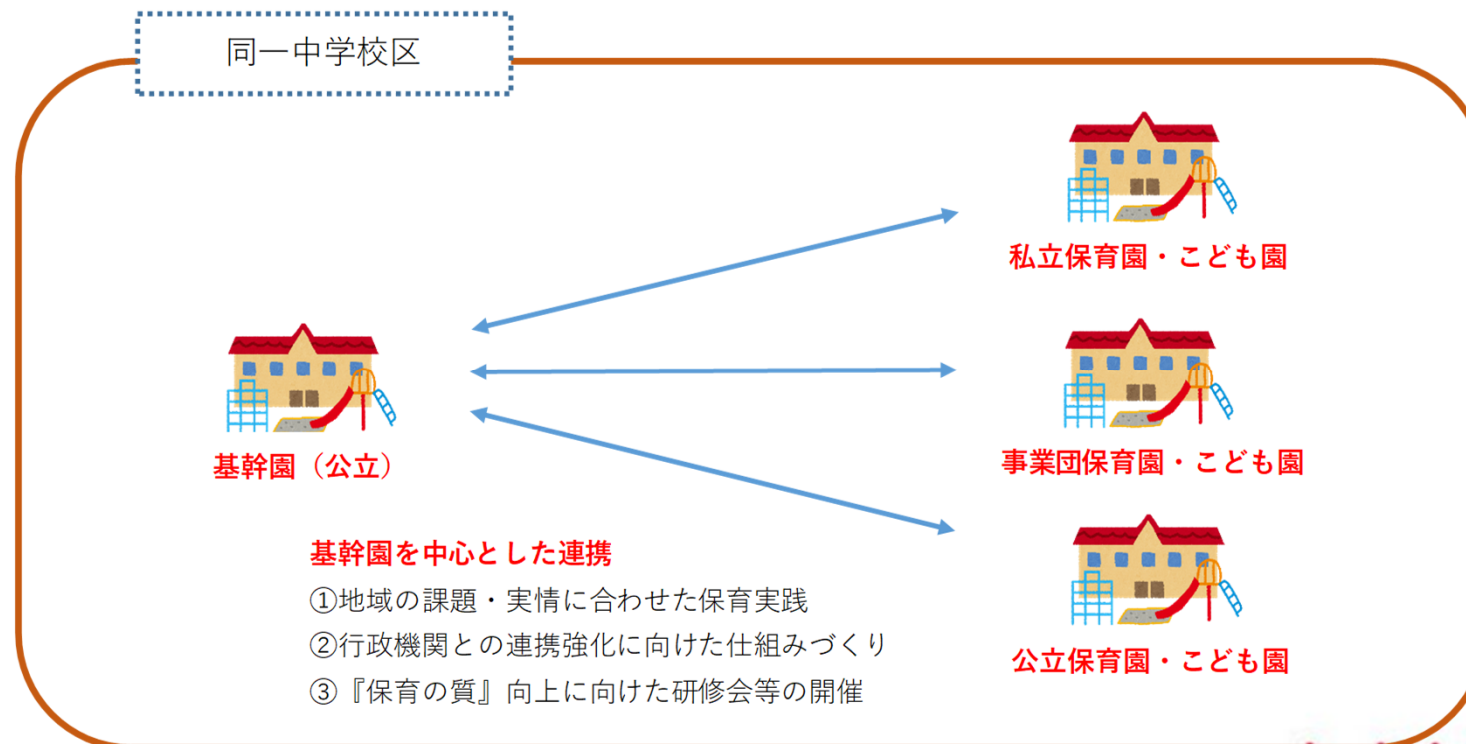 同一中学校区
私立保育園・こども園
基幹園（公立）
事業団保育園・こども園
公立保育園・こども園
基幹園を中心とした連携
①地域の課題・実情に合わせた保育実践
②行政機関との連携強化に向けた仕組みづくり
③『保育の質』向上に向けた研修会等の開催